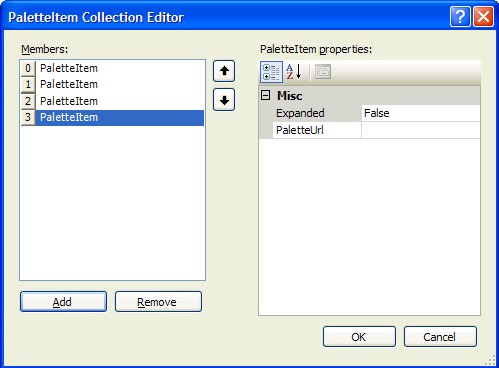 PaletteItem Collection Editor
Members:
0 PaletteItem
1 PaletteItem
2 PaletteItem
3 PaletteItem
Add
Remove
PaletteItem properties:
A
Z
Misc
Expanded False
PaletteUrl
OK
Cancel